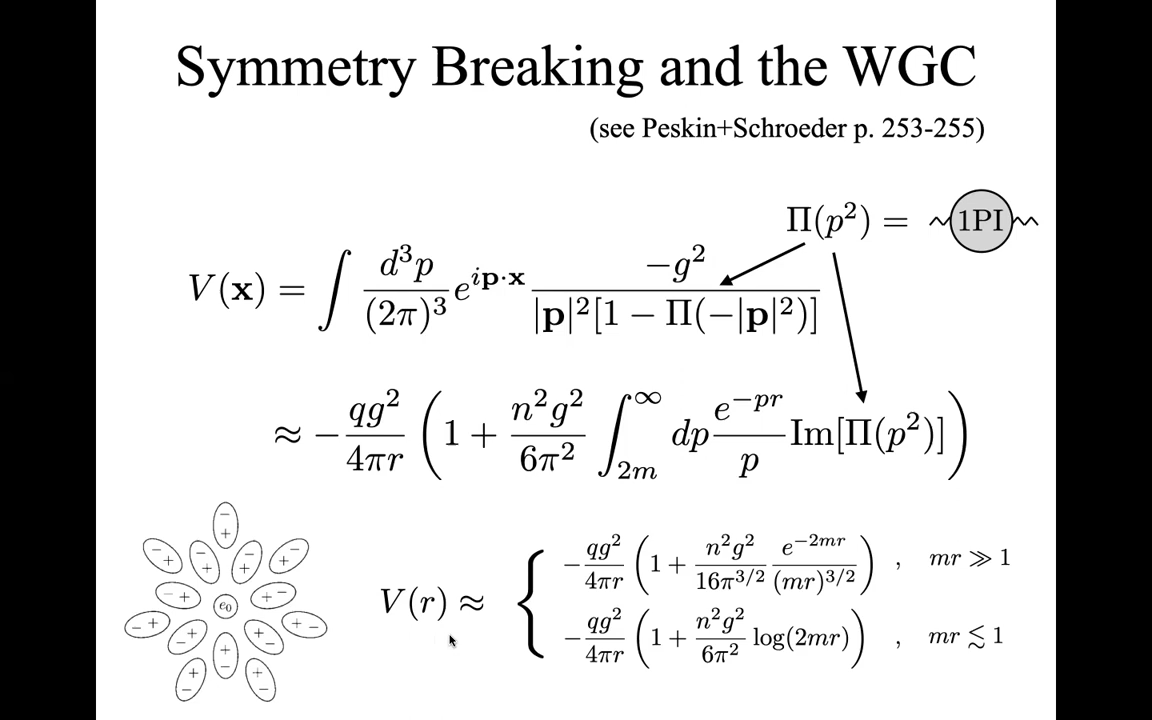 Symmetry Breaking and the WGC
(see Peskin+Schroeder p. 253-255)
Π(p²) = 1PI
V(𝐱) = ∫ d³p/(2π)³ e^{i𝐩·𝐱} −g²/(|𝐩|²[1 − Π(−|𝐩|²)])
≈ −qg²/4πr (1 + n²g²/6π² ∫_{2m}^{∞} dp e^{−pr}/p Im[Π(p²)])
V(r) ≈ { −qg²/4πr (1 + n²g²/16π^{3/2} e^{−2mr}/(mr)^{3/2}) , mr ≫ 1
−qg²/4πr (1 + n²g²/6π² log(2mr)) , mr ≲ 1
e₀